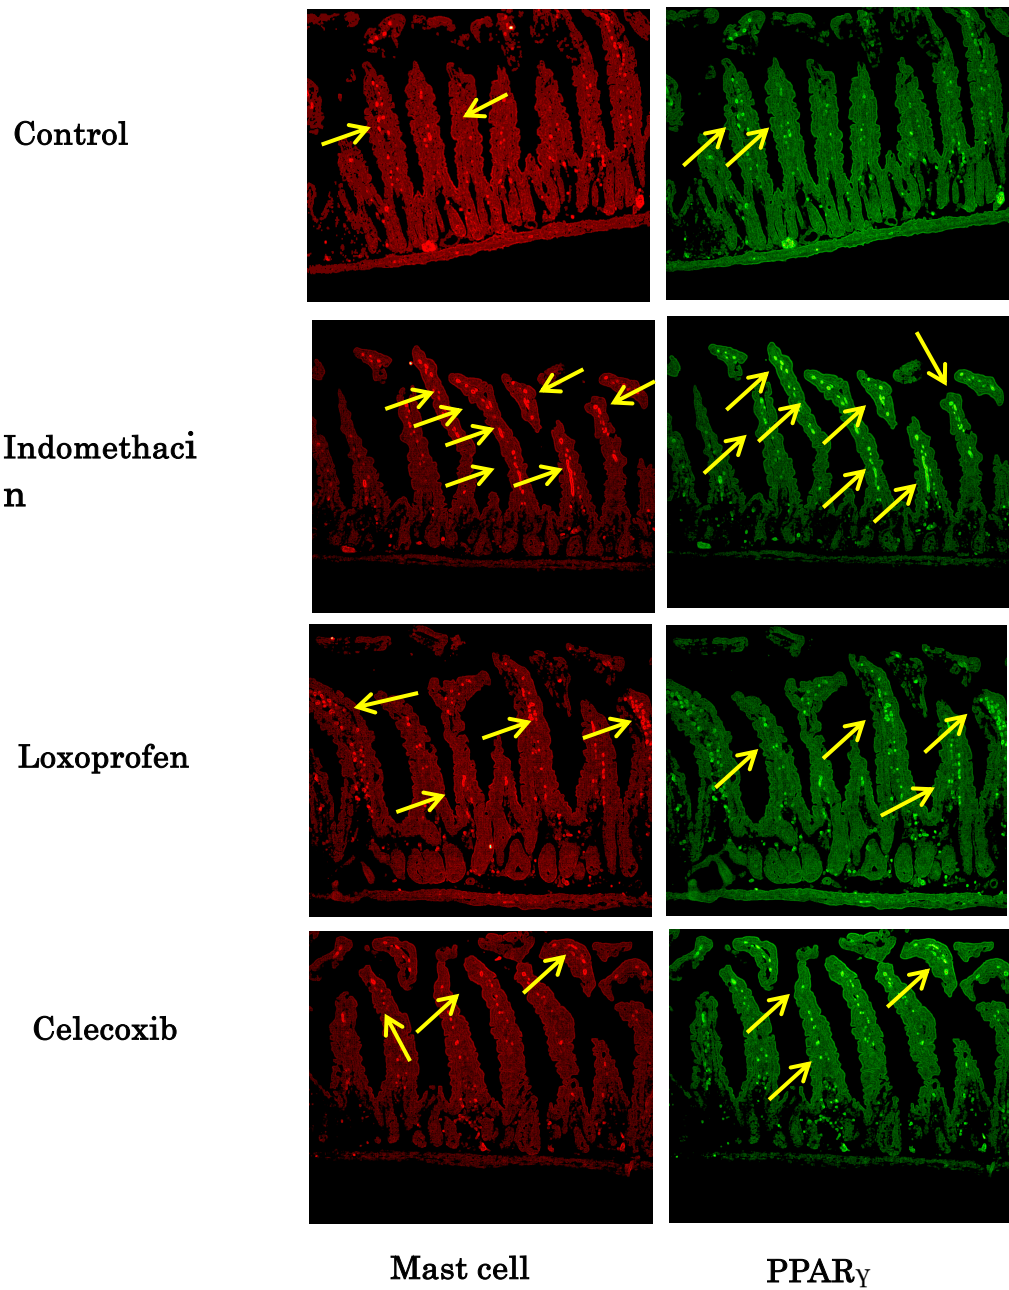 Control
Indomethaci
n
Loxoprofen
Celecoxib
Mast cell
PPARγ